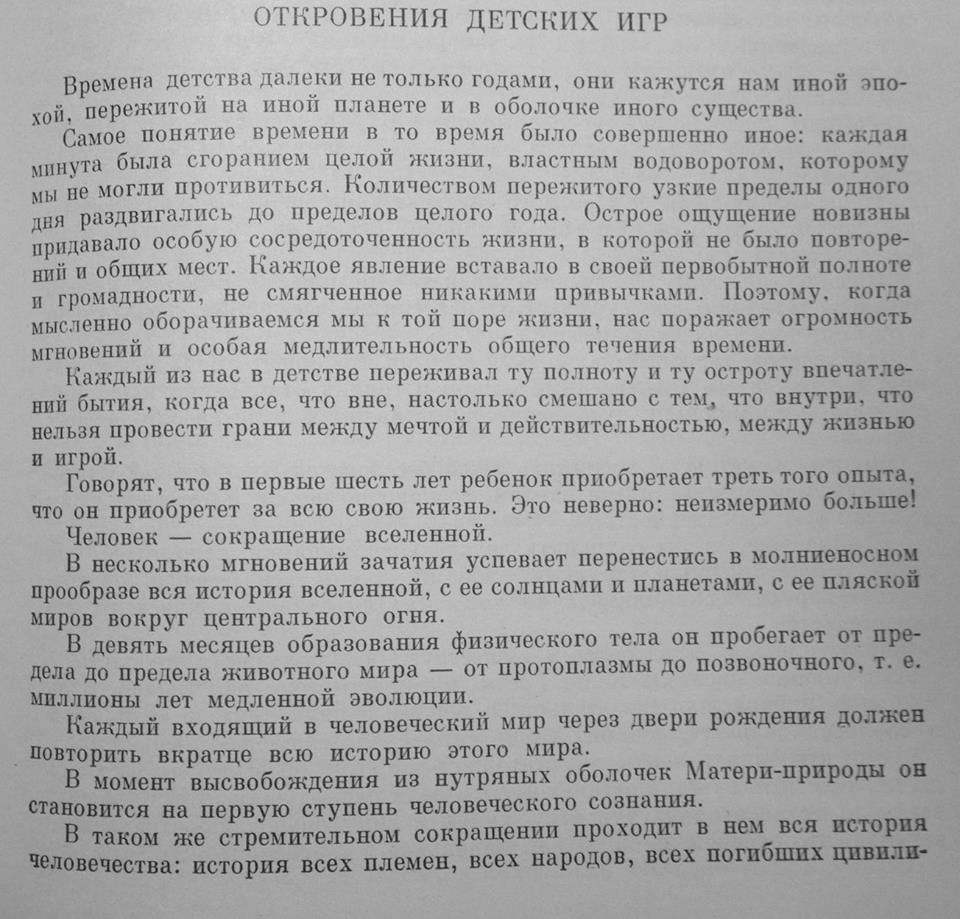 ОТКРОВЕНИЯ ДЕТСКИХ ИГР
Времена детства далеки не только годами, они кажутся нам иной эпо-
хой, пережитой на иной планете и в оболочке иного существа.
Самое понятие времени в то время было совершенно иное: каждая
минута была сгоранием целой жизни, властным водоворотом, которому
мы не могли противиться. Количеством пережитого узкие пределы одного
дня раздвигались до пределов целого года. Острое ощущение новизны
придавало особую сосредоточенность жизни, в которой не было повторе-
ний и общих мест. Каждое явление вставало в своей первобытной полноте
и громадности, не смягченное никакими привычками. Поэтому, когда
мысленно оборачиваемся мы к той поре жизни, нас поражает огромность
мгновений и особая медлительность общего течения времени.
Каждый из нас в детстве переживал ту полноту и ту остроту впечатле-
ний бытия, когда все, что вне, настолько смешано с тем, что внутри, что
нельзя провести грани между мечтой и действительностью, между жизнью
и игрой.
Говорят, что в первые шесть лет ребенок приобретает треть того опыта,
что он приобретет за всю свою жизнь. Это неверно: неизмеримо больше!
Человек — сокращение вселенной.
В несколько мгновений зачатия успевает перенестись в молниеносном
прообразе вся история вселенной, с ее солнцами и планетами, с ее пляской
миров вокруг центрального огня.
В девять месяцев образования физического тела он пробегает от пре-
дела до предела животного мира — от протоплазмы до позвоночного, т. е.
миллионы лет медленной эволюции.
Каждый входящий в человеческий мир через двери рождения должен
повторить вкратце всю историю этого мира.
В момент высвобождения из нутряных оболочек Матери-природы он
становится на первую ступень человеческого сознания.
В таком же стремительном сокращении проходит в нем вся история
человечества: история всех племен, всех народов, всех погибших цивили-